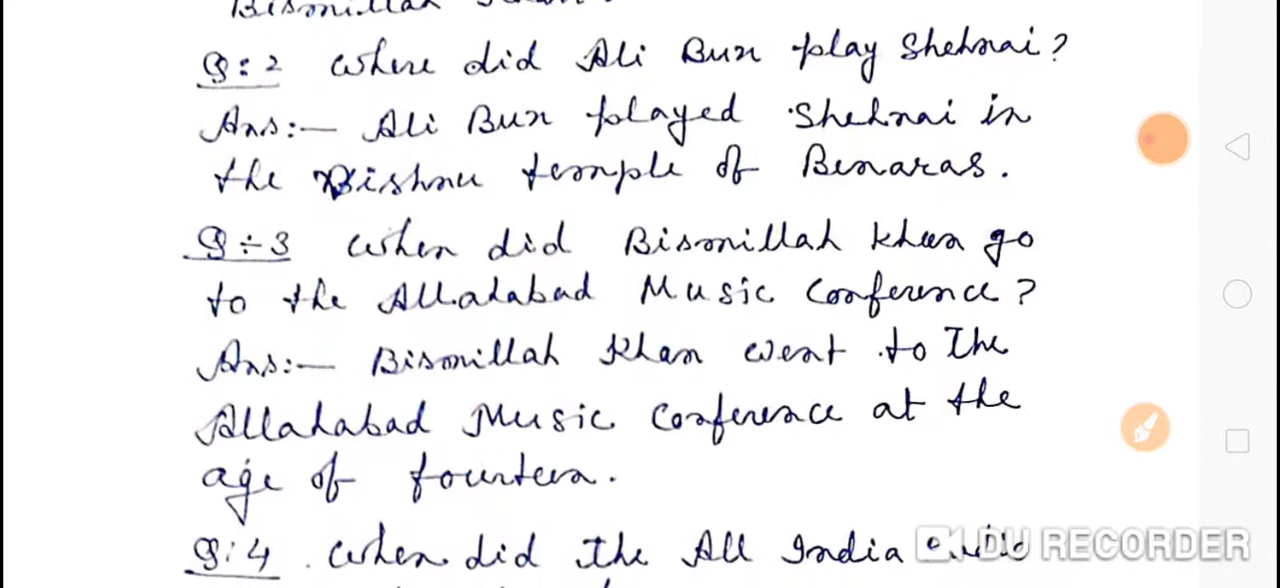 Bismillah Khan.
Q:2 Where did Ali Bux play Shehnai?
Ans:- Ali Bux played Shehnai in
the Bishnu temple of Benaras.
Q÷3 When did Bismillah Khan go
to the Allahabad Music Conference?
Ans:- Bismillah Khan went to The
Allahabad Music Conference at the
age of fourteen.
Q:4. When did the All India
DU RECORDER